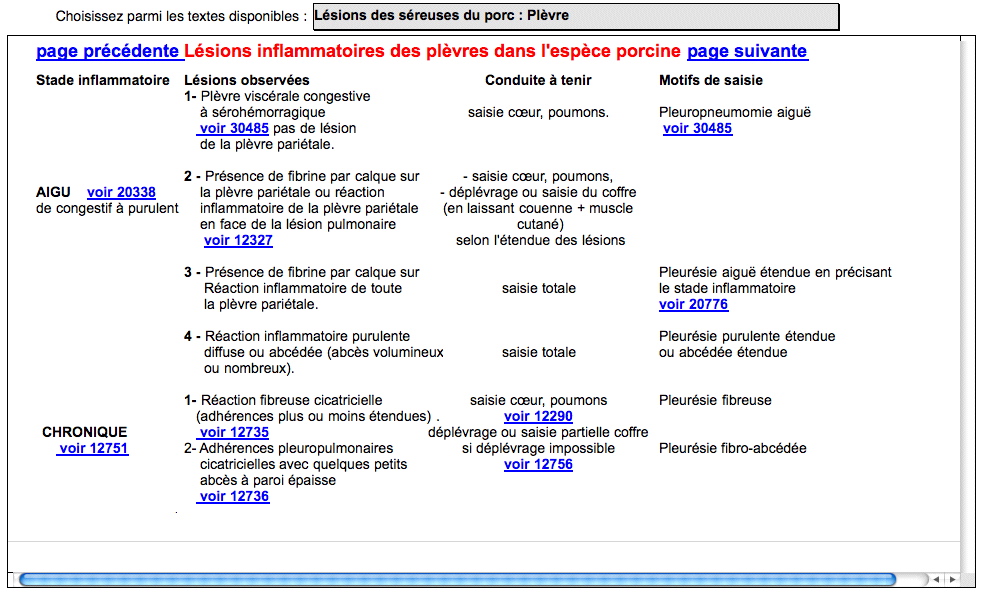 Choisissez parmi les textes disponibles : Lésions des séreuses du porc : Plèvre
page précédente Lésions inflammatoires des plèvres dans l'espèce porcine page suivante
Stade inflammatoire Lésions observées Conduite à tenir Motifs de saisie
1- Plèvre viscérale congestive
à sérohémorragique saisie cœur, poumons. Pleuropneumomie aiguë
voir 30485 pas de lésion voir 30485
de la plèvre pariétale.
2 - Présence de fibrine par calque sur - saisie cœur, poumons,
AIGU voir 20338 la plèvre pariétale ou réaction - déplévrage ou saisie du coffre
de congestif à purulent inflammatoire de la plèvre pariétale (en laissant couenne + muscle
en face de la lésion pulmonaire cutané)
voir 12327 selon l'étendue des lésions
3 - Présence de fibrine par calque sur Pleurésie aiguë étendue en précisant
Réaction inflammatoire de toute saisie totale le stade inflammatoire
la plèvre pariétale. voir 20776
4 - Réaction inflammatoire purulente Pleurésie purulente étendue
diffuse ou abcédée (abcès volumineux saisie totale ou abcédée étendue
ou nombreux).
1- Réaction fibreuse cicatricielle saisie cœur, poumons Pleurésie fibreuse
(adhérences plus ou moins étendues) . voir 12290
CHRONIQUE voir 12735 déplévrage ou saisie partielle coffre
voir 12751 2- Adhérences pleuropulmonaires si déplévrage impossible Pleurésie fibro-abcédée
cicatricielles avec quelques petits voir 12756
abcès à paroi épaisse
voir 12736
.